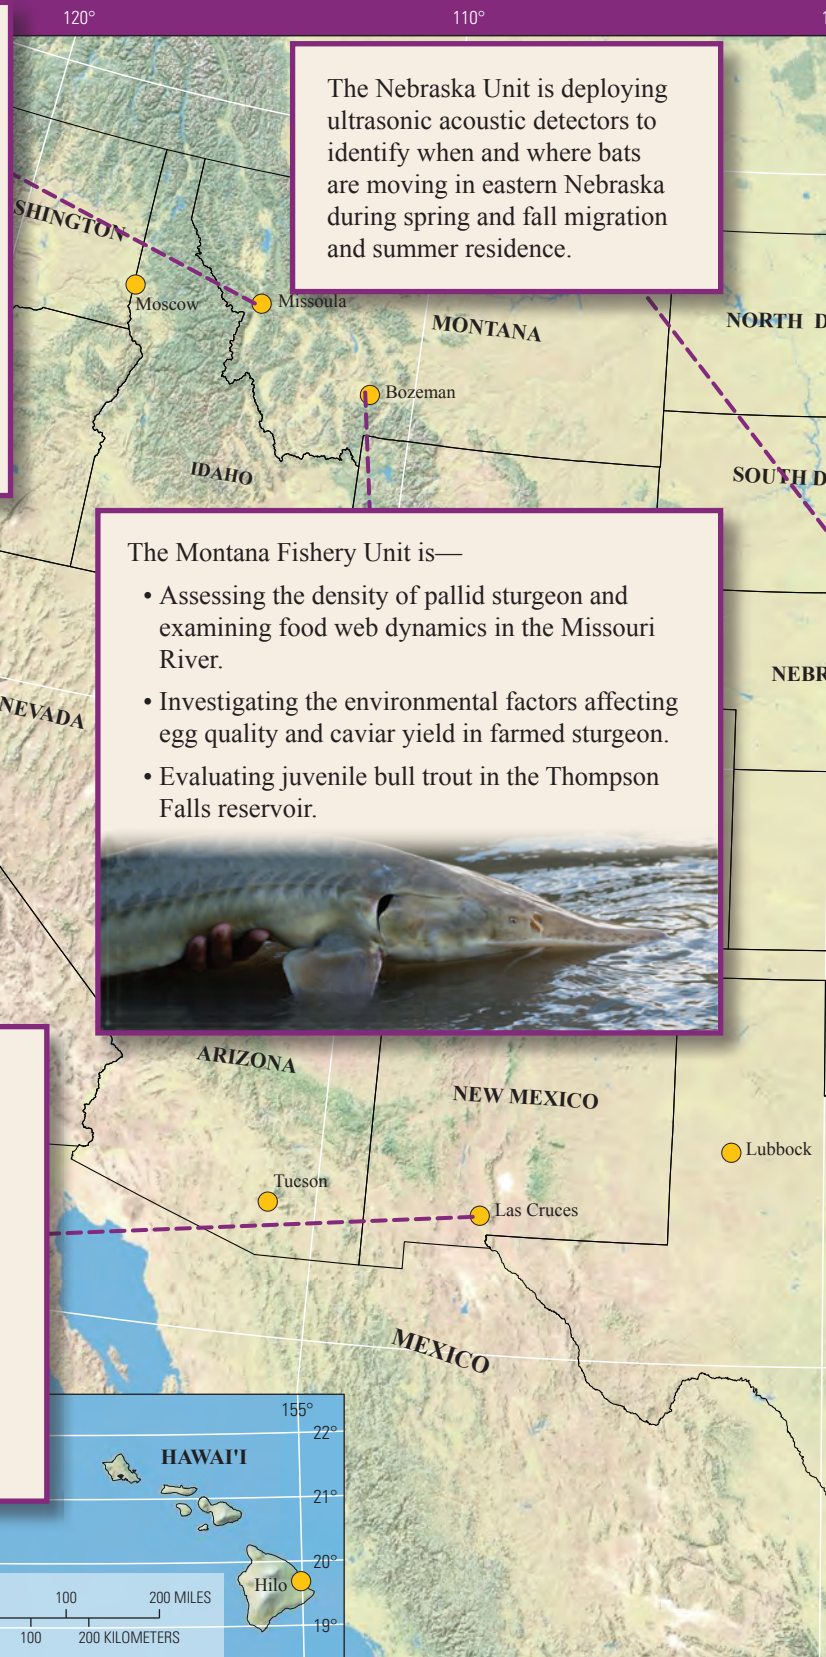 120°
110°
The Nebraska Unit is deploying
ultrasonic acoustic detectors to
identify when and where bats
are moving in eastern Nebraska
during spring and fall migration
and summer residence.
SHINGTON
Moscow
Missoula
MONTANA
NORTH D
Bozeman
IDAHO
SOUTH D
The Montana Fishery Unit is—
• Assessing the density of pallid sturgeon and
examining food web dynamics in the Missouri
River.
• Investigating the environmental factors affecting
egg quality and caviar yield in farmed sturgeon.
• Evaluating juvenile bull trout in the Thompson
Falls reservoir.
NEBR
NEVADA
ARIZONA
NEW MEXICO
Lubbock
Tucson
Las Cruces
MEXICO
155°
22°
HAWAI'I
21°
20°
Hilo
19°
100 200 MILES
100 200 KILOMETERS